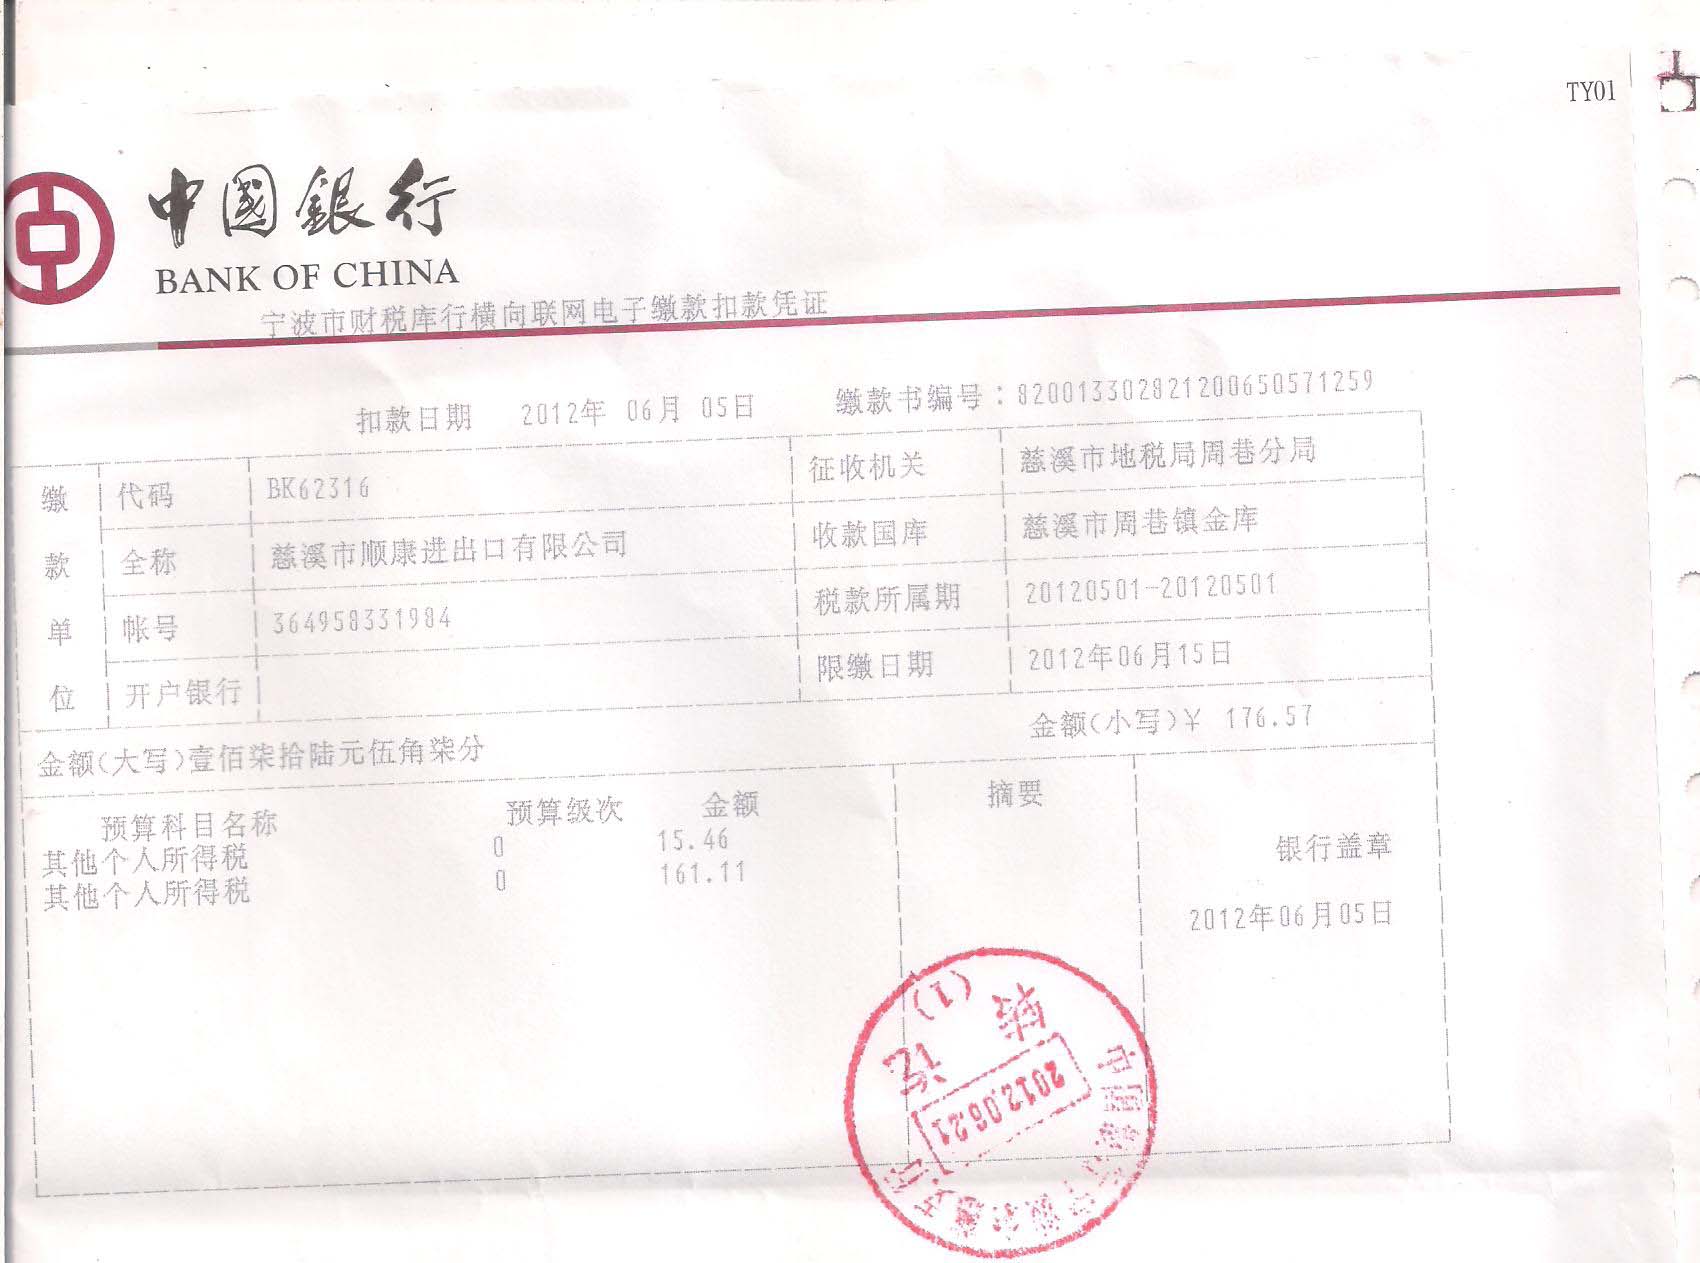 TY01
中國銀行
BANK OF CHINA
宁波市财税库行横向联网电子缴款扣款凭证
扣款日期 2012年 06月 05日 缴款书编号：820013302821200650571259
缴款单位
代码 BK62316 征收机关 慈溪市地税局周巷分局
全称 慈溪市顺康进出口有限公司 收款国库 慈溪市周巷镇金库
帐号 364958331984 税款所属期 20120501-20120501
开户银行 限缴日期 2012年06月15日
金额(大写)壹佰柒拾陆元伍角柒分 金额(小写)￥ 176.57
预算科目名称 预算级次 金额 摘要
其他个人所得税 0 15.46
其他个人所得税 0 161.11
银行盖章
2012年06月05日
转讫
(1)
2012.06.21